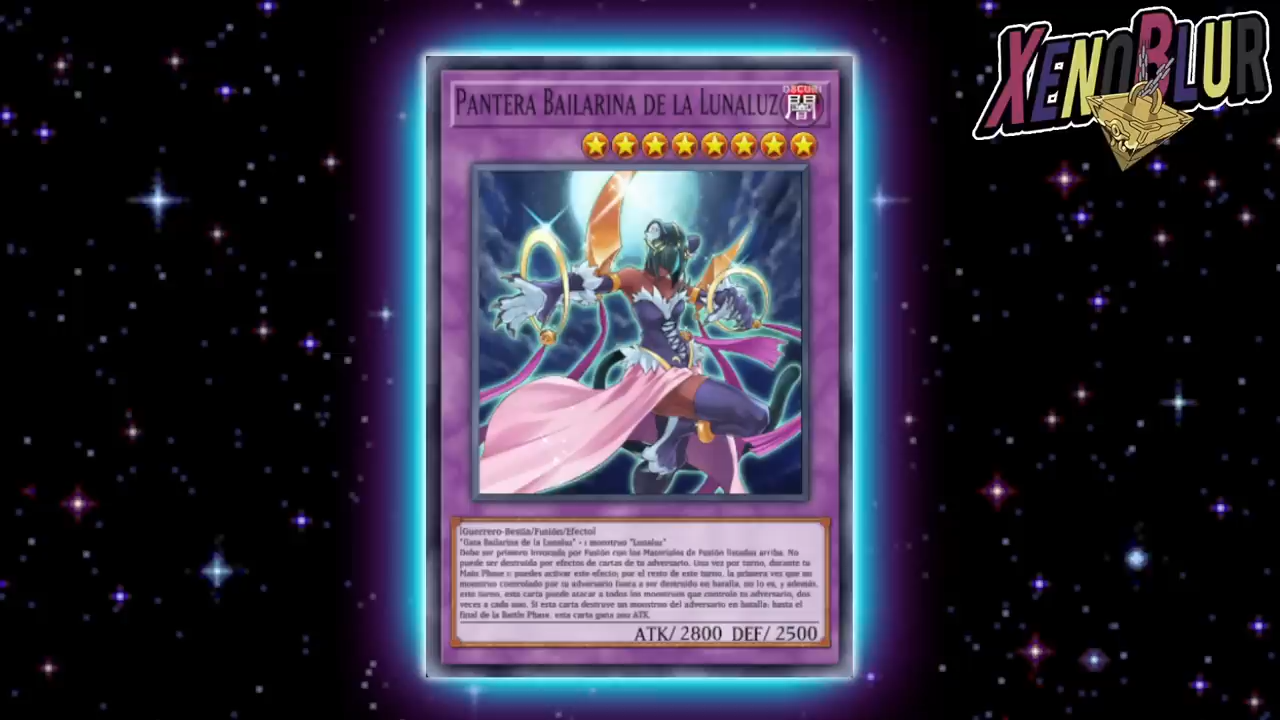 XENOBLUR
PANTERA BAILARINA DE LA LUNALUZ
OSCURI
闇
[Guerrero-Bestia/Fusión/Efecto]
"Gata Bailarina de la Lunaluz" + 1 monstruo "Lunaluz"
Debe ser primero Invocado por Fusión con los Materiales de Fusión listados arriba. No
puede ser destruida por efectos de cartas de tu adversario. Una vez por turno, durante tu
Main Phase 1: puedes activar este efecto; por el resto de este turno, la primera vez que un
monstruo controlado por tu adversario fuera a ser destruido en batalla, no lo es, y además,
este turno, esta carta puede atacar a todos los monstruos que controle tu adversario, dos
veces a cada uno. Si esta carta destruye un monstruo del adversario en batalla: hasta el
final de la Battle Phase, esta carta gana 200 ATK.
ATK/ 2800 DEF/ 2500